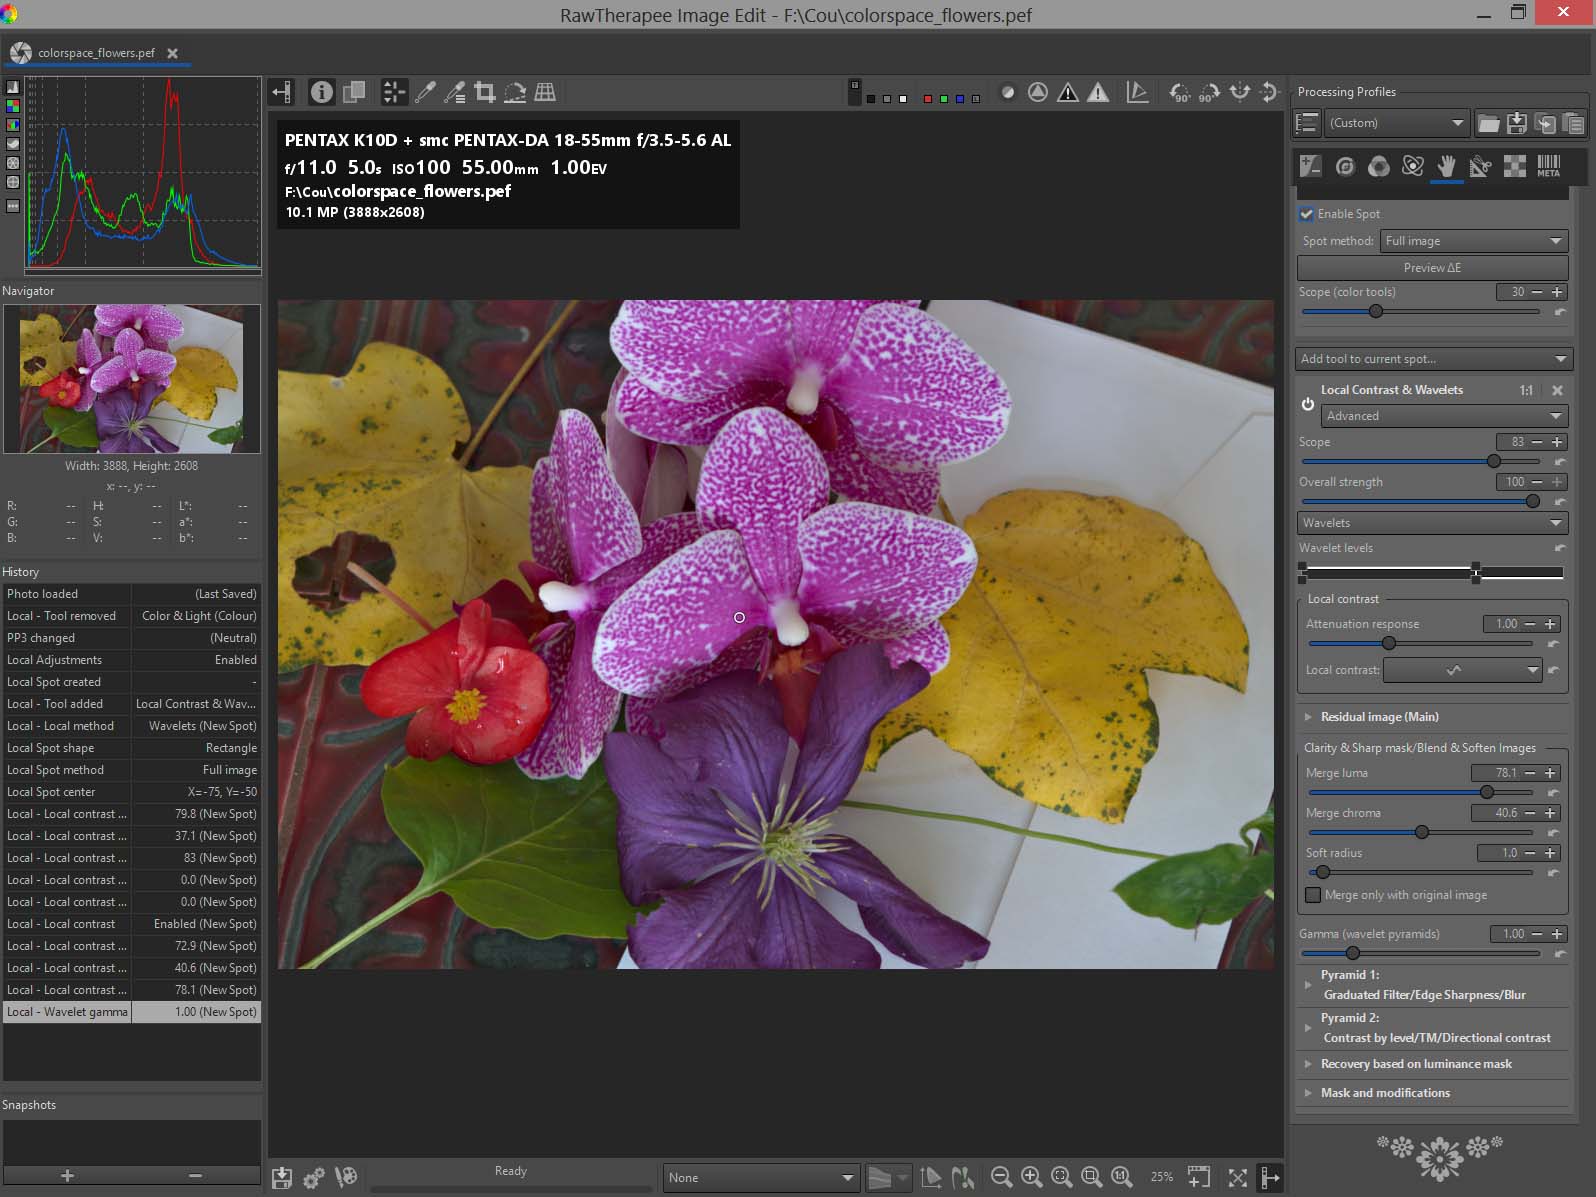 RawTherapee Image Edit - F:\Cou\colorspace_flowers.pef
colorspace_flowers.pef
Navigator
Width: 3888, Height: 2608
x: --, y: --
R: -- H: -- L*: --
G: -- S: -- a*: --
B: -- V: -- b*: --
History
Photo loaded (Last Saved)
Local - Tool removed Color & Light (Colour)
PP3 changed (Neutral)
Local Adjustments Enabled
Local Spot created -
Local - Tool added Local Contrast & Wav...
Local - Local method Wavelets (New Spot)
Local Spot shape Rectangle
Local Spot method Full image
Local Spot center X=-75, Y=-50
Local - Local contrast ... 79.8 (New Spot)
Local - Local contrast ... 37.1 (New Spot)
Local - Local contrast ... 83 (New Spot)
Local - Local contrast ... 0.0 (New Spot)
Local - Local contrast ... 0.0 (New Spot)
Local - Local contrast Enabled (New Spot)
Local - Local contrast ... 72.9 (New Spot)
Local - Local contrast ... 40.6 (New Spot)
Local - Local contrast ... 78.1 (New Spot)
Local - Wavelet gamma 1.00 (New Spot)
Snapshots
PENTAX K10D + smc PENTAX-DA 18-55mm f/3.5-5.6 AL
f/11.0 5.0s ISO100 55.00mm 1.00EV
F:\Cou\colorspace_flowers.pef
10.1 MP (3888x2608)
90° 90°
Ready
None
1:1
25%
Processing Profiles
(Custom)
META
Enable Spot
Spot method: Full image
Preview ΔE
Scope (color tools) 30
Add tool to current spot...
Local Contrast & Wavelets 1:1
Advanced
Scope 83
Overall strength 100
Wavelets
Wavelet levels
Local contrast
Attenuation response 1.00
Local contrast:
Residual image (Main)
Clarity & Sharp mask/Blend & Soften Images
Merge luma 78.1
Merge chroma 40.6
Soft radius 1.0
Merge only with original image
Gamma (wavelet pyramids) 1.00
Pyramid 1:
Graduated Filter/Edge Sharpness/Blur
Pyramid 2:
Contrast by level/TM/Directional contrast
Recovery based on luminance mask
Mask and modifications